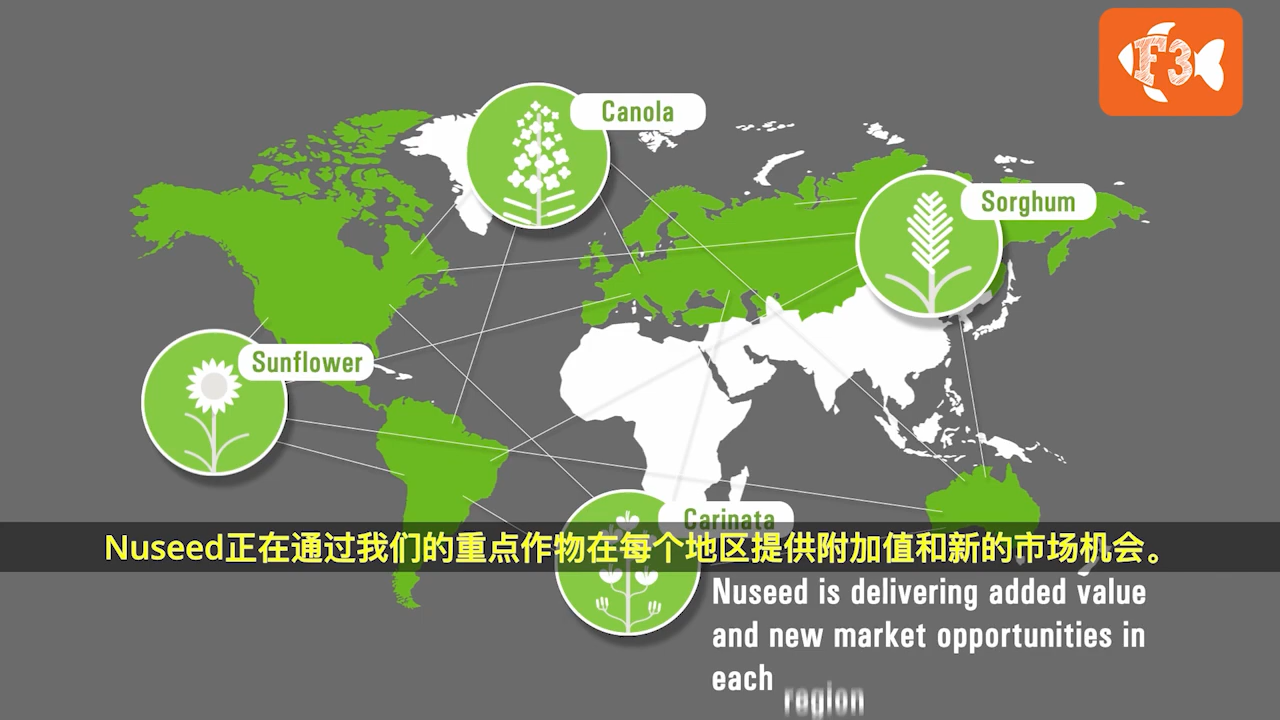 F3
Canola
Sorghum
Sunflower
Carinata
Nuseed正在通过我们的重点作物在每个地区提供附加值和新的市场机会。
Nuseed is delivering added value
and new market opportunities in
each region